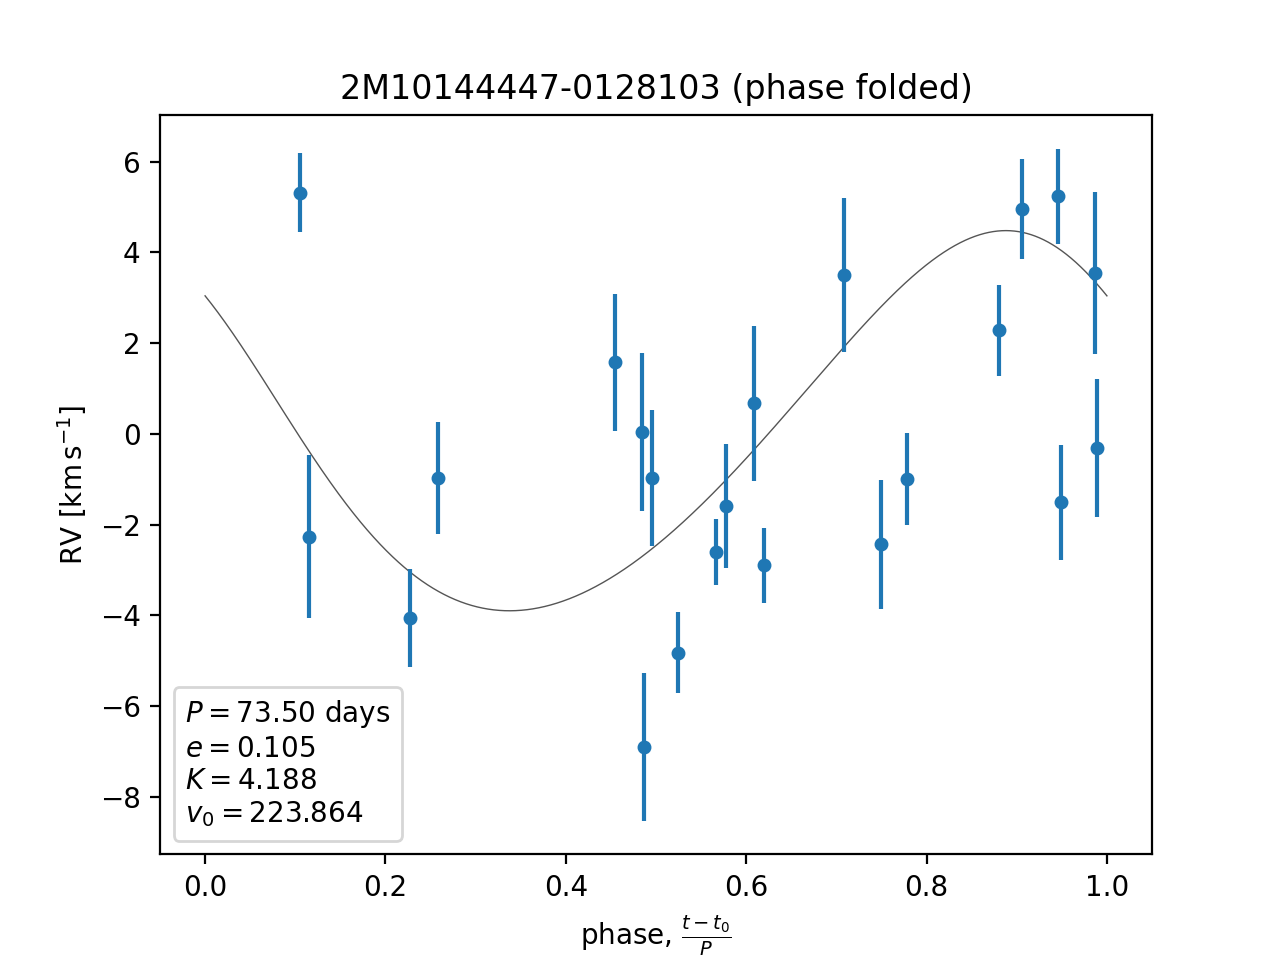 2M10144447-0128103 (phase folded)
RV [km s⁻¹]
6
4
2
0
−2
−4
−6
−8
P = 73.50 days
e = 0.105
K = 4.188
v₀ = 223.864
0.0 0.2 0.4 0.6 0.8 1.0
phase, (t − t₀)/P